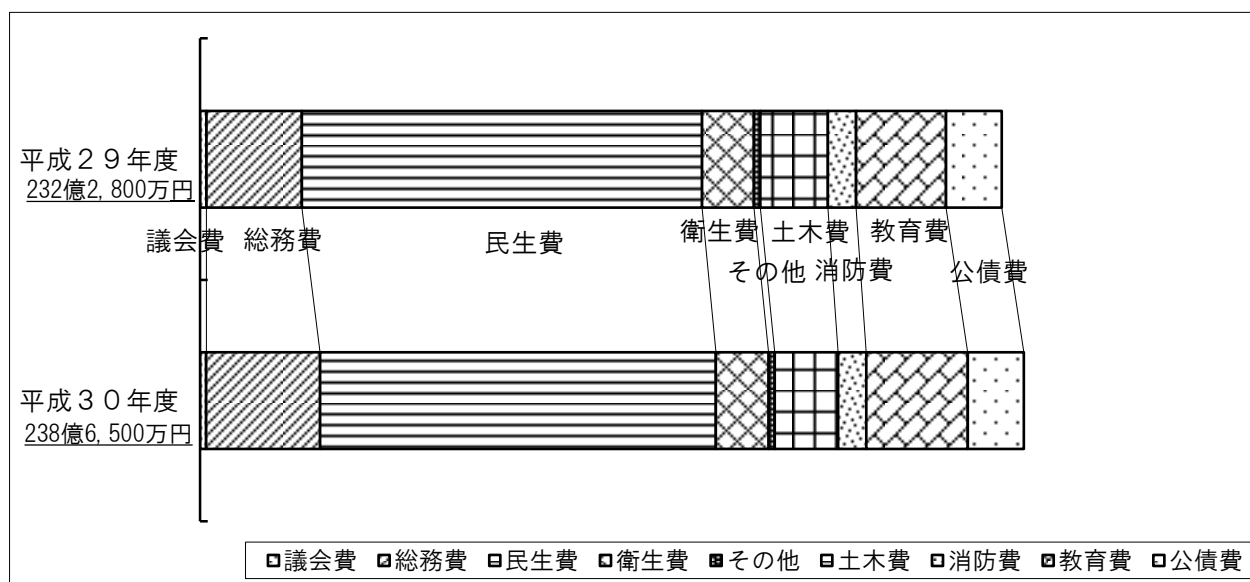 平成２９年度
232億2,800万円
議会費 総務費 民生費 衛生費 土木費 教育費
その他 消防費 公債費
平成３０年度
238億6,500万円
議会費 総務費 民生費 衛生費 その他 土木費 消防費 教育費 公債費